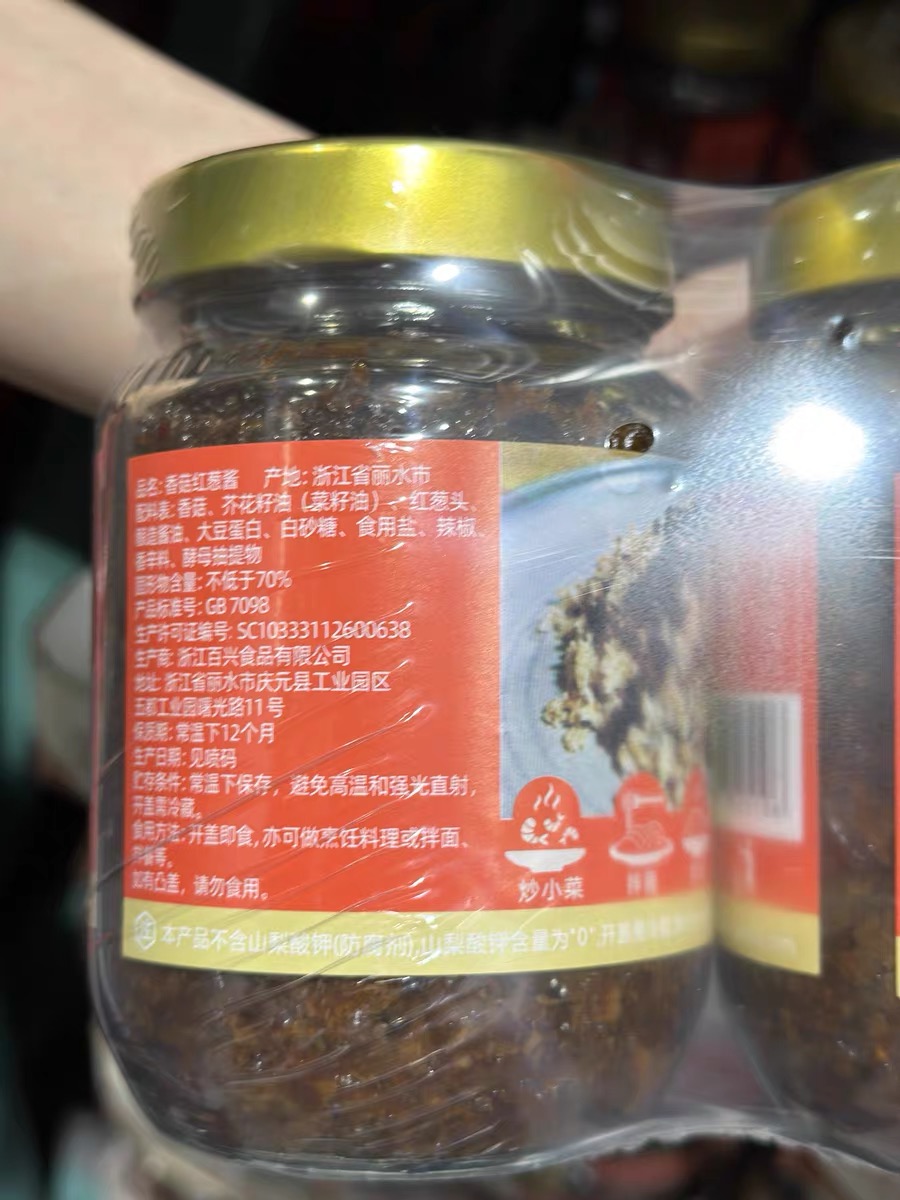 品名: 香菇红葱酱 产地: 浙江省丽水市
配料表: 香菇、芥花籽油（菜籽油）、红葱头、
酿造酱油、大豆蛋白、白砂糖、食用盐、辣椒、
香辛料、酵母抽提物
固形物含量: 不低于70%
产品标准号: GB 7098
生产许可证编号: SC10333112600638
生产商: 浙江百兴食品有限公司
地址: 浙江省丽水市庆元县工业园区
五都工业园曙光路11号
保质期: 常温下12个月
生产日期: 见喷码
贮存条件: 常温下保存，避免高温和强光直射，
开盖需冷藏。
食用方法: 开盖即食, 亦可做烹饪料理或拌面、
如有凸盖，请勿食用。
炒小菜
本产品不含山梨酸钾(防腐剂),山梨酸钾含量为"0",开盖